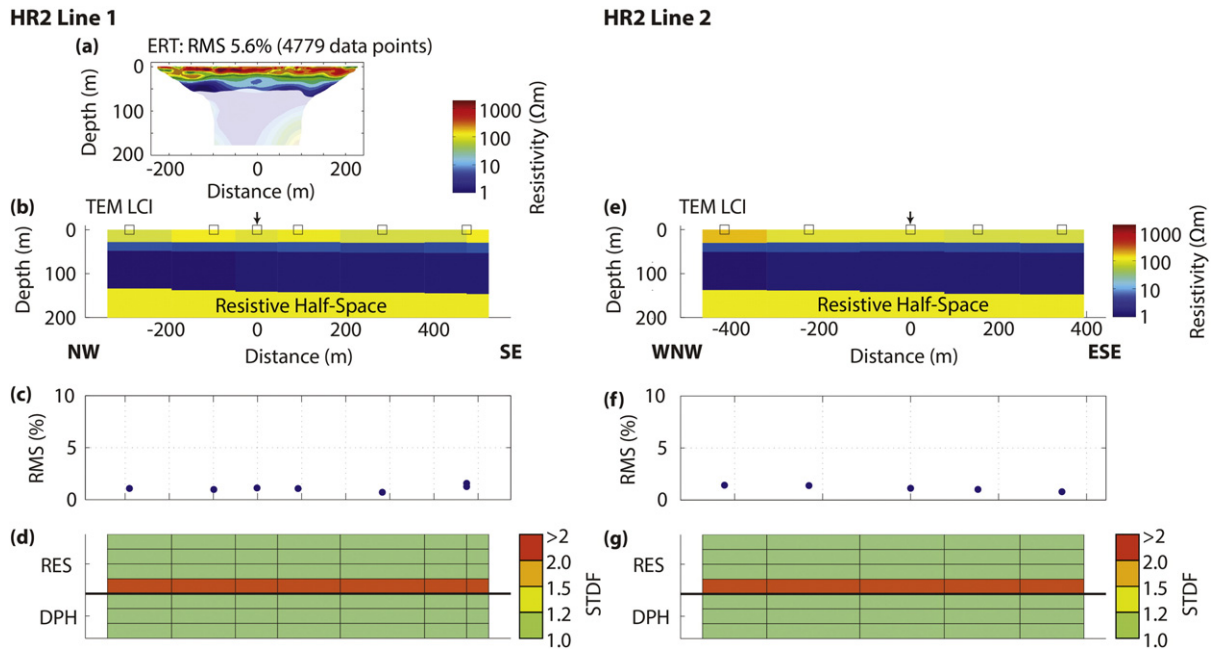 HR2 Line 1
HR2 Line 2
(a)
ERT: RMS 5.6% (4779 data points)
0
100
200
Depth (m)
-200
0
200
Distance (m)
1000
100
10
1
Resistivity (Ωm)
(b)
TEM LCI
0
100
200
Depth (m)
Resistive Half-Space
-200
0
200
400
NW
Distance (m)
SE
(e)
TEM LCI
0
100
200
Depth (m)
Resistive Half-Space
-400
-200
0
200
400
WNW
Distance (m)
ESE
1000
100
10
1
Resistivity (Ωm)
(c)
10
5
0
RMS (%)
(f)
10
5
0
RMS (%)
(d)
RES
DPH
>2
2.0
1.5
1.2
1.0
STDF
(g)
RES
DPH
>2
2.0
1.5
1.2
1.0
STDF